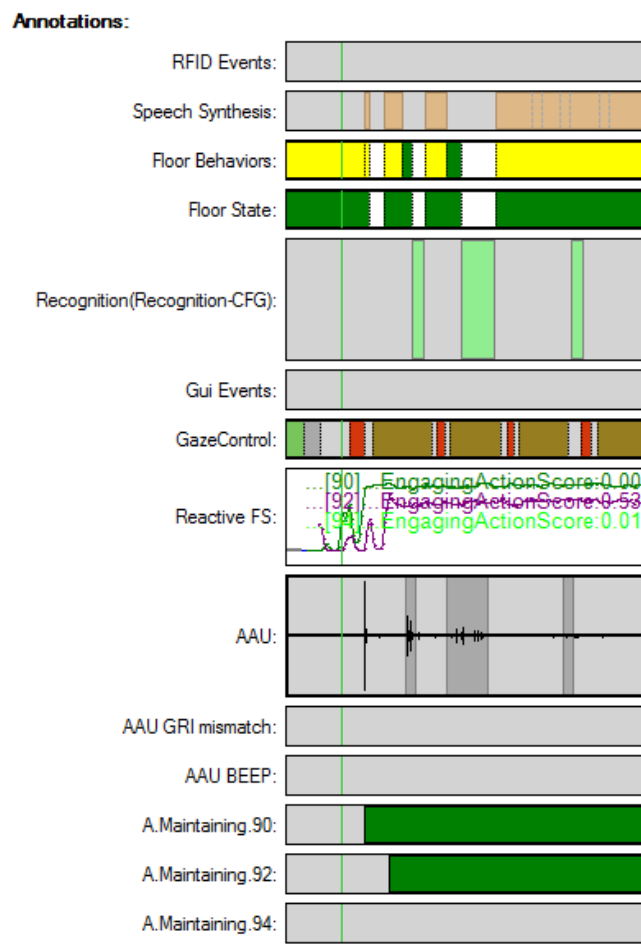 Annotations:
RFID Events:
Speech Synthesis:
Floor Behaviors:
Floor State:
Recognition(Recognition-CFG):
Gui Events:
GazeControl:
Reactive FS:
...[90]...EngagingActionScore:0.00
...[92]...EngagingActionScore:0.53
...[94]...EngagingActionScore:0.01
AAU:
AAU GRI mismatch:
AAU BEEP:
A.Maintaining.90:
A.Maintaining.92:
A.Maintaining.94: